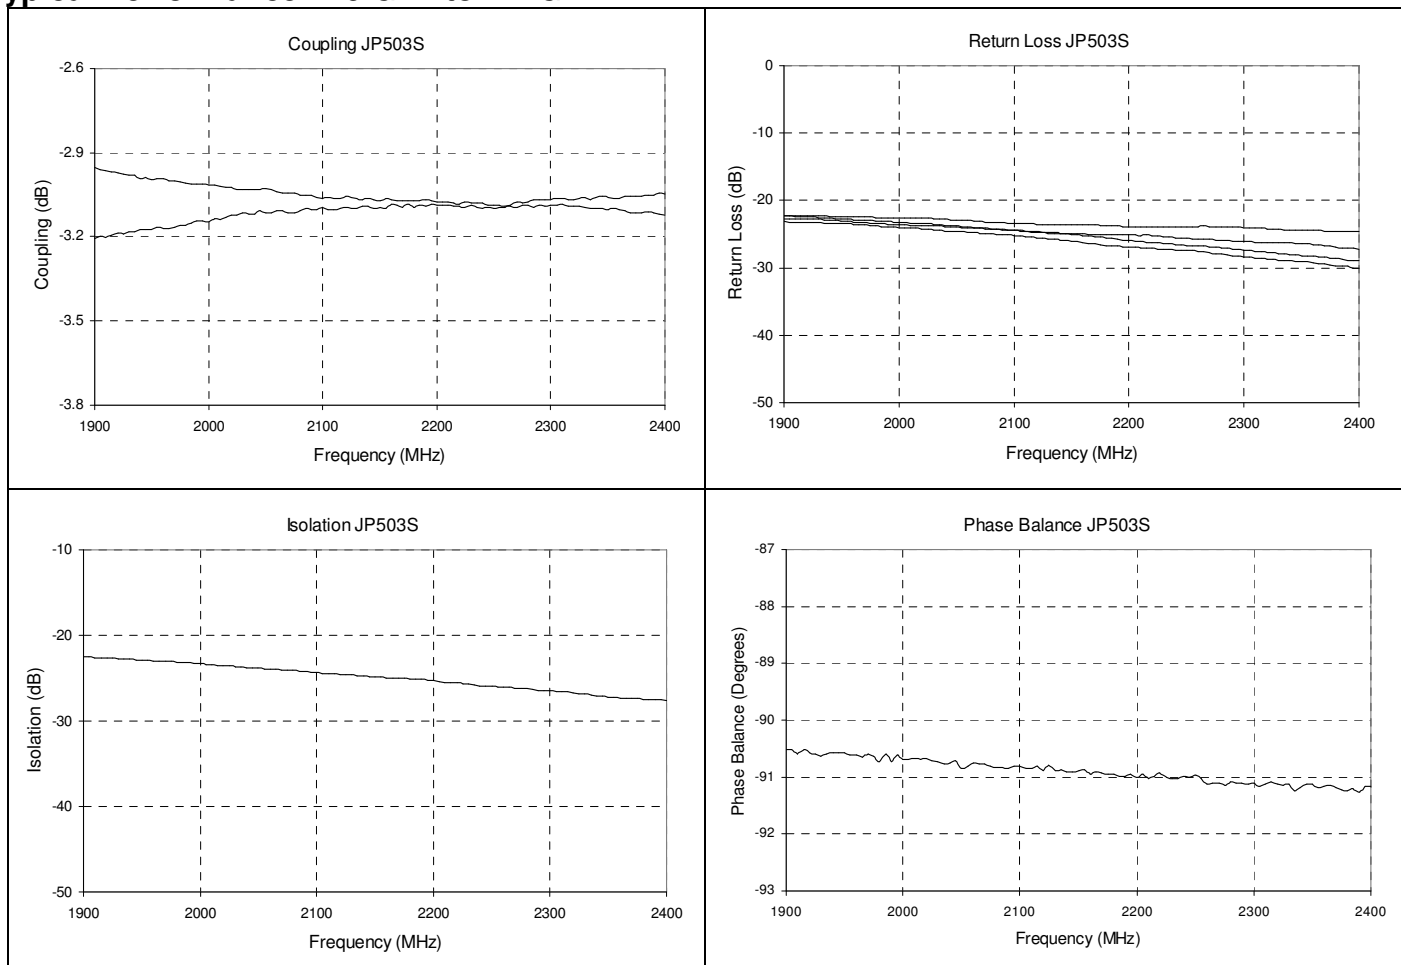 Coupling JP503S
-2.6
-2.9
-3.2
-3.5
-3.8
Coupling (dB)
1900 2000 2100 2200 2300 2400
Frequency (MHz)
Return Loss JP503S
0
-10
-20
-30
-40
-50
Return Loss (dB)
1900 2000 2100 2200 2300 2400
Frequency (MHz)
Isolation JP503S
-10
-20
-30
-40
-50
Isolation (dB)
1900 2000 2100 2200 2300 2400
Frequency (MHz)
Phase Balance JP503S
-87
-88
-89
-90
-91
-92
-93
Phase Balance (Degrees)
1900 2000 2100 2200 2300 2400
Frequency (MHz)